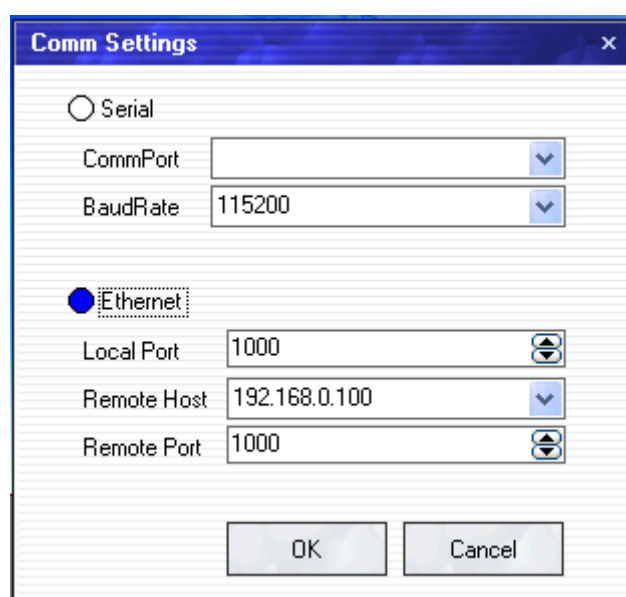 Comm Settings
Serial
CommPort
BaudRate 115200
Ethernet
Local Port 1000
Remote Host 192.168.0.100
Remote Port 1000
OK Cancel